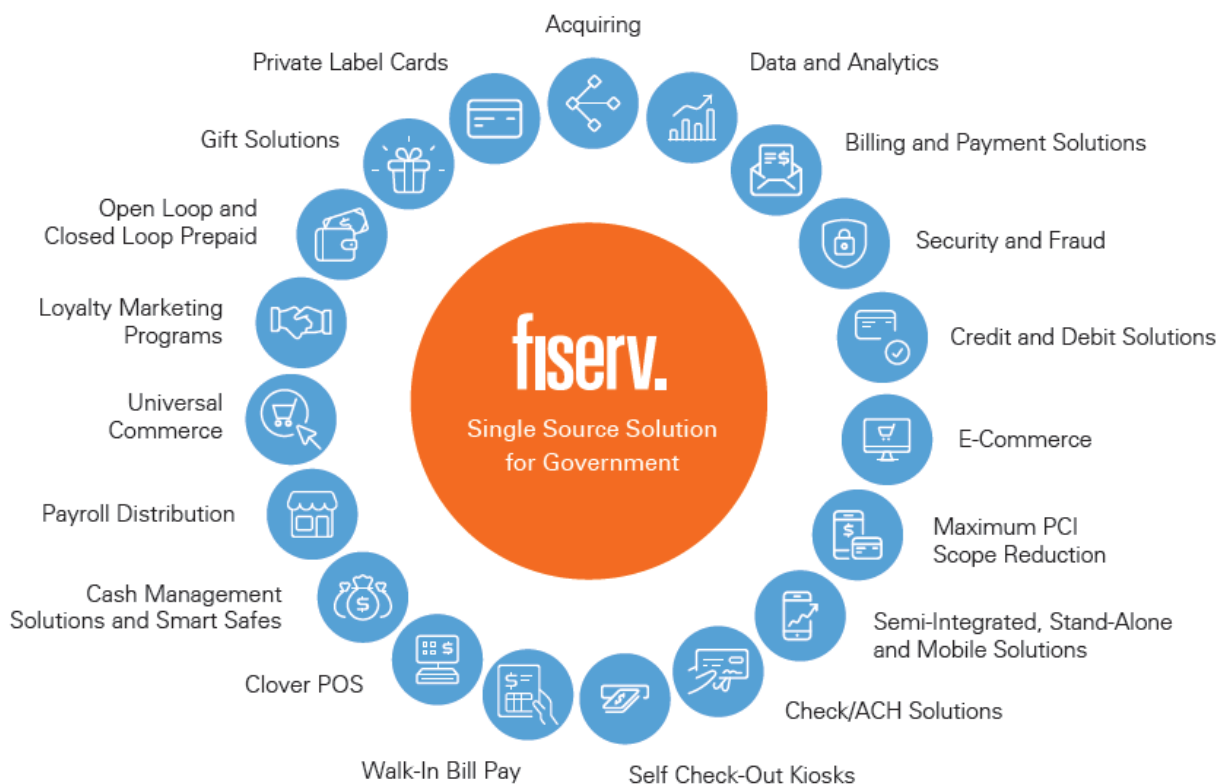 Acquiring
Private Label Cards
Data and Analytics
Gift Solutions
Billing and Payment Solutions
Open Loop and
Closed Loop Prepaid
Security and Fraud
Loyalty Marketing
Programs
Credit and Debit Solutions
fiserv.
Single Source Solution
for Government
Universal
Commerce
E-Commerce
Payroll Distribution
Maximum PCI
Scope Reduction
Cash Management
Solutions and Smart Safes
Semi-Integrated, Stand-Alone
and Mobile Solutions
Clover POS
Check/ACH Solutions
Walk-In Bill Pay
Self Check-Out Kiosks